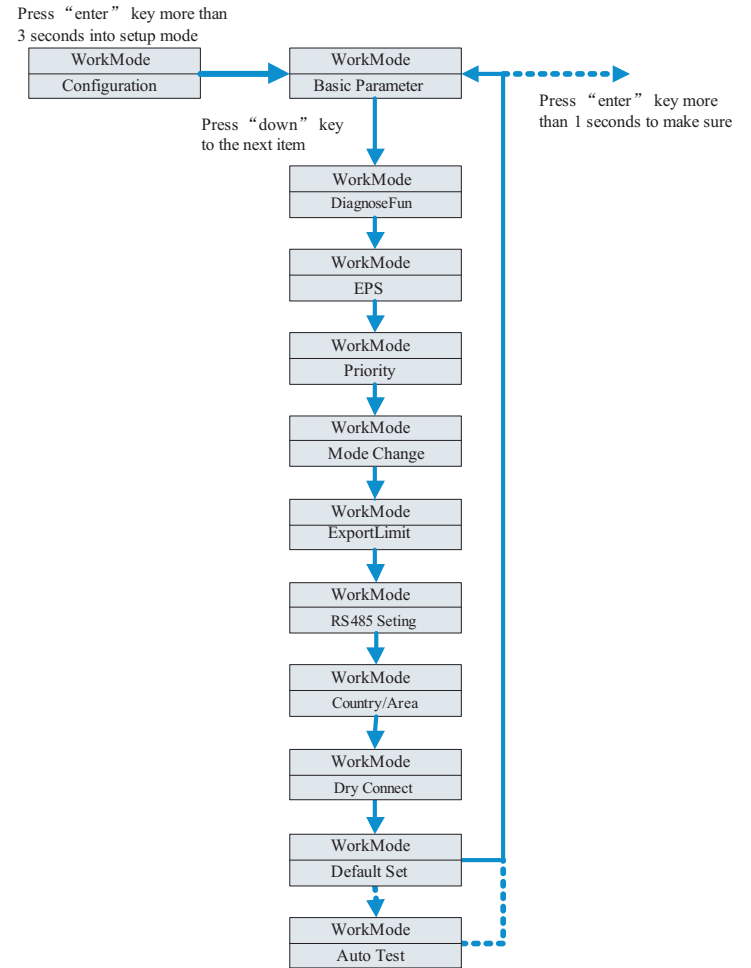 Press “enter” key more than
3 seconds into setup mode
WorkMode
Configuration
WorkMode
Basic Parameter
Press “enter” key more
than 1 seconds to make sure
Press “down” key
to the next item
WorkMode
DiagnoseFun
WorkMode
EPS
WorkMode
Priority
WorkMode
Mode Change
WorkMode
ExportLimit
WorkMode
RS485 Seting
WorkMode
Country/Area
WorkMode
Dry Connect
WorkMode
Default Set
WorkMode
Auto Test